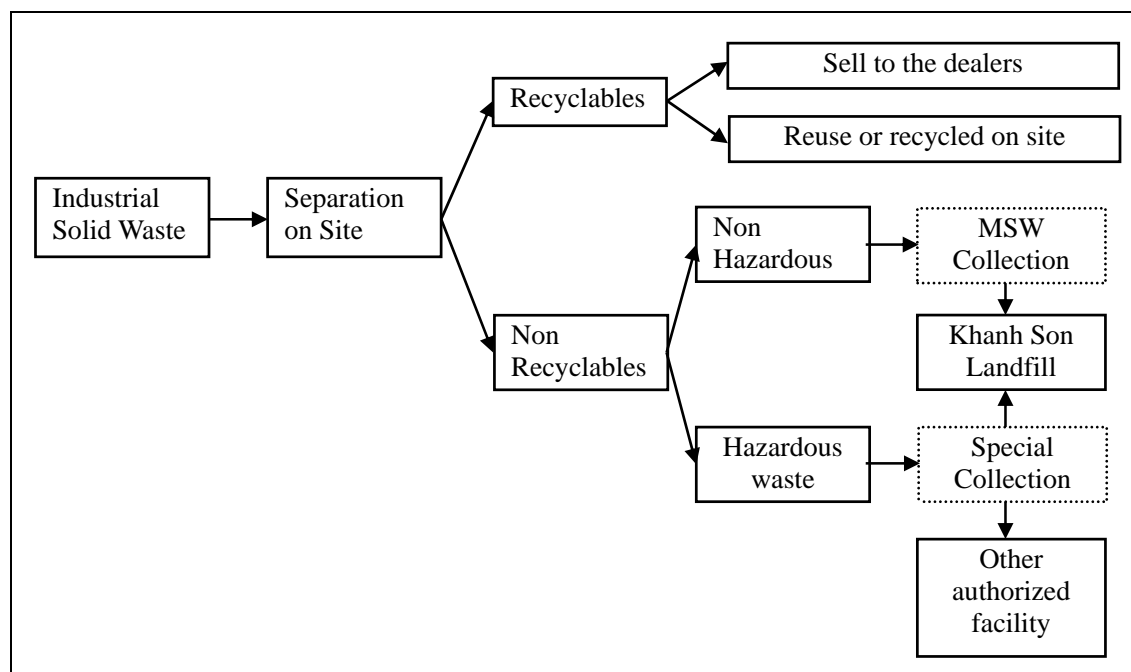 Sell to the dealers
Recyclables
Reuse or recycled on site
Industrial
Solid Waste
Separation
on Site
Non
Hazardous
MSW
Collection
Non
Recyclables
Khanh Son
Landfill
Hazardous
waste
Special
Collection
Other
authorized
facility